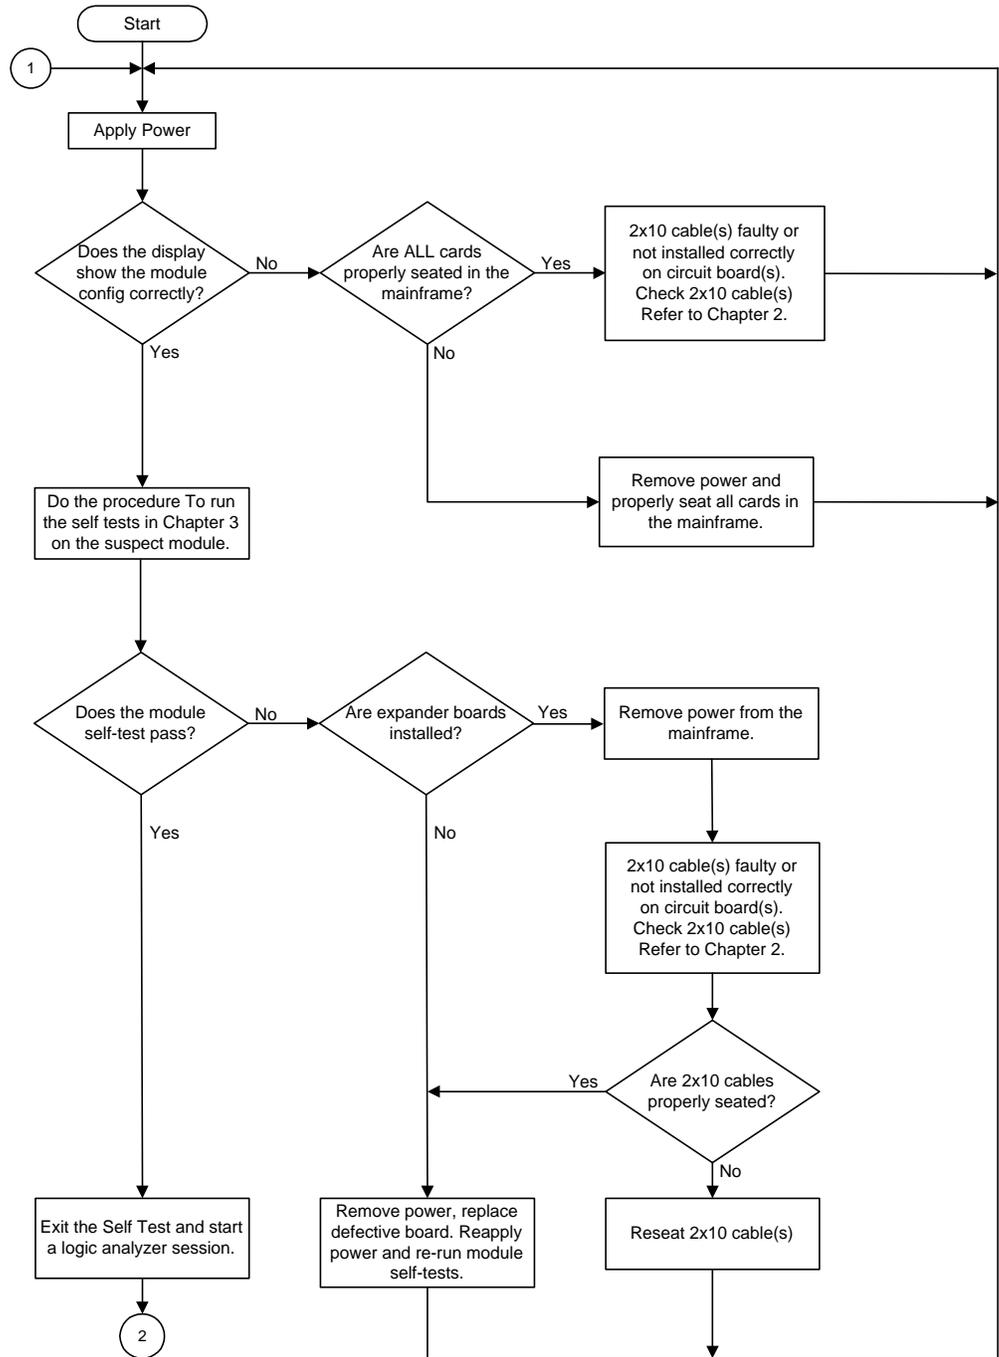 Start
1
Apply Power
Does the display
show the module
config correctly?
No
Are ALL cards
properly seated in the
mainframe?
Yes
2x10 cable(s) faulty or
not installed correctly
on circuit board(s).
Check 2x10 cable(s)
Refer to Chapter 2.
Yes
No
Remove power and
properly seat all cards in
the mainframe.
Do the procedure To run
the self tests in Chapter 3
on the suspect module.
Does the module
self-test pass?
No
Are expander boards
installed?
Yes
Remove power from the
mainframe.
Yes
No
2x10 cable(s) faulty or
not installed correctly
on circuit board(s).
Check 2x10 cable(s)
Refer to Chapter 2.
Yes
Are 2x10 cables
properly seated?
No
Exit the Self Test and start
a logic analyzer session.
Remove power, replace
defective board. Reapply
power and re-run module
self-tests.
Reseat 2x10 cable(s)
2